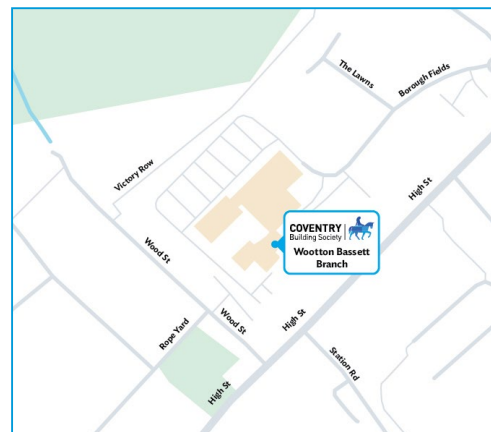 The Lawns
Borough Fields
Victory Row
High St
COVENTRY
Building Society
Wootton Bassett
Branch
Wood St
Wood St
High St
Rope Yard
Station Rd
High St